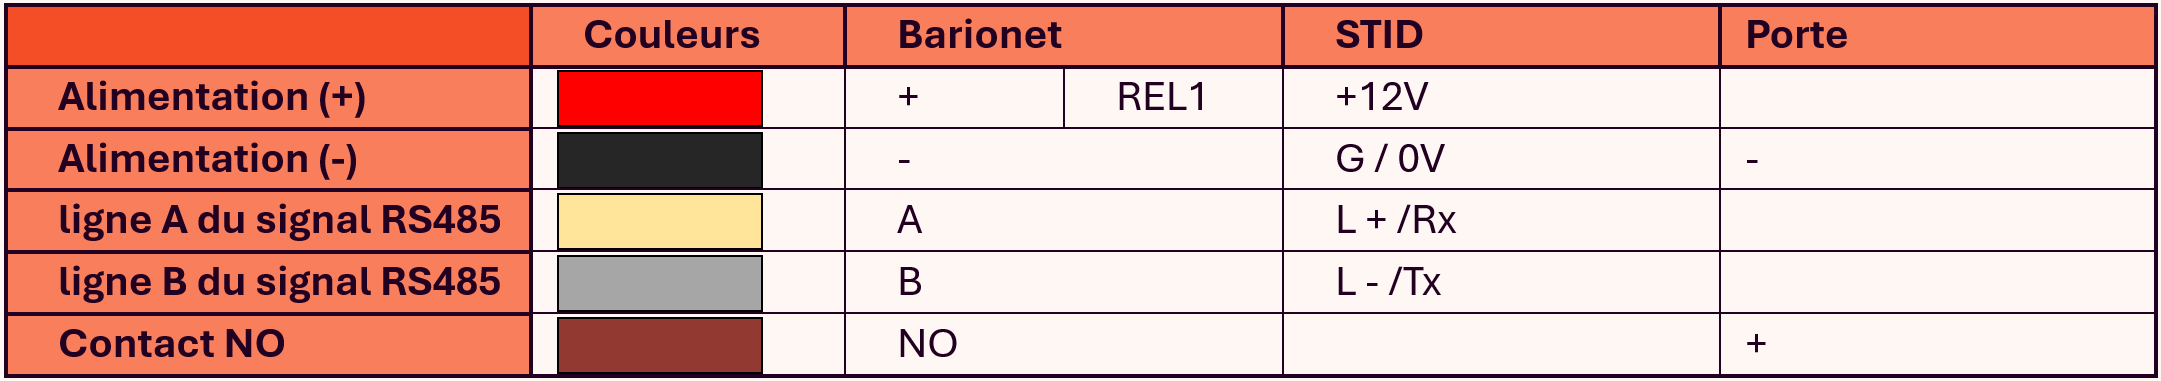 Couleurs Barionet STID Porte
Alimentation (+) + REL1 +12V
Alimentation (-) - G / 0V -
ligne A du signal RS485 A L + /Rx
ligne B du signal RS485 B L - /Tx
Contact NO NO +